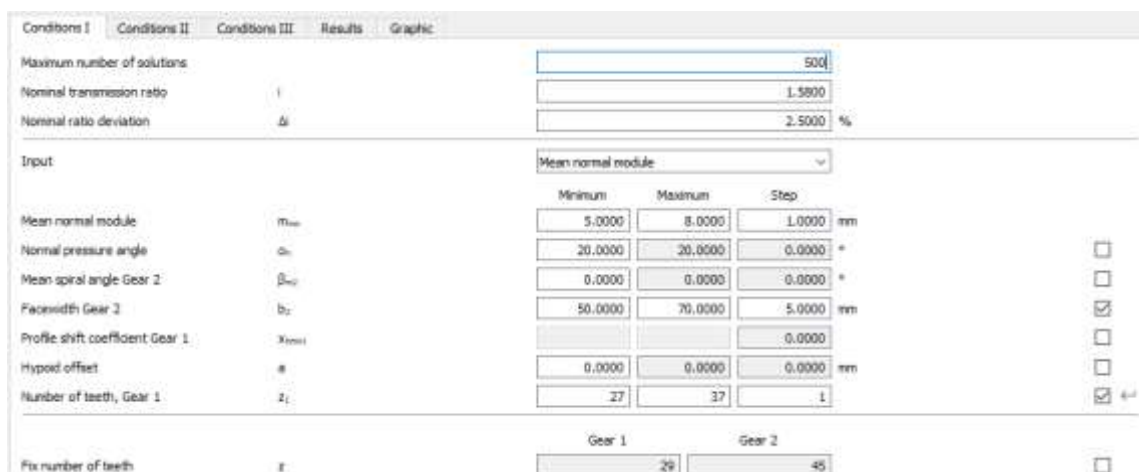 Conditions I Conditions II Conditions III Results Graphic
Maximum number of solutions 500
Nominal transmission ratio i 1.5800
Nominal ratio deviation Δi 2.5000 %
Input Mean normal module
Minimum Maximum Step
Mean normal module 5.0000 8.0000 1.0000 mm
Normal pressure angle αₙ 20.0000 20.0000 0.0000 °
Mean spiral angle Gear 2 βₘ₂ 0.0000 0.0000 0.0000 °
Facewidth Gear 2 b₂ 50.0000 70.0000 5.0000 mm
Profile shift coefficient Gear 1 0.0000
Hypoid offset a 0.0000 0.0000 0.0000 mm
Number of teeth, Gear 1 z₁ 27 37 1
Gear 1 Gear 2
Fix number of teeth z 29 45